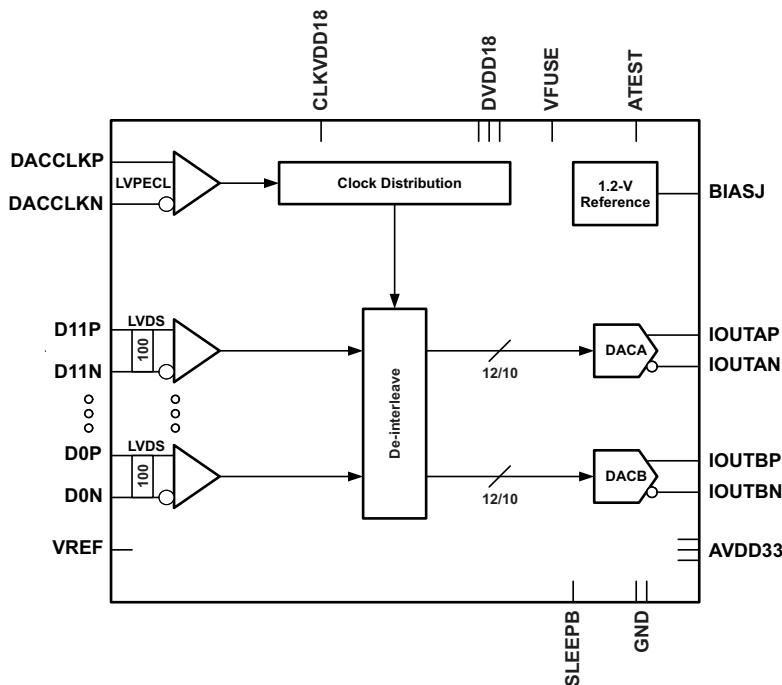 CLKVDD18
DVDD18
VFUSE
ATEST
DACCLKP
LVPECL
DACCLKN
Clock Distribution
1.2-V
Reference
BIASJ
D11P
LVDS
100
D11N
De-interleave
12/10
DACA
IOUTAP
IOUTAN
D0P
LVDS
100
D0N
12/10
DACB
IOUTBP
IOUTBN
VREF
AVDD33
SLEEPB
GND